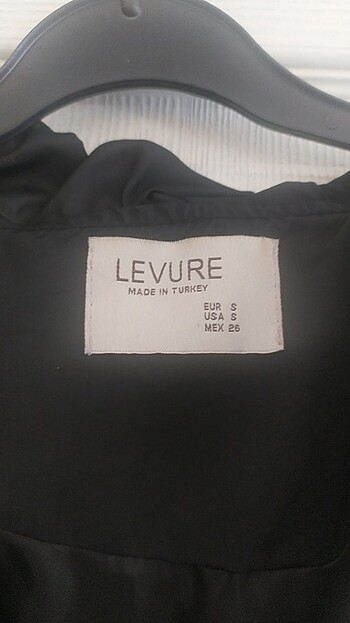 LEVURE
MADE IN TURKEY
EUR S
USA S
MEX 26